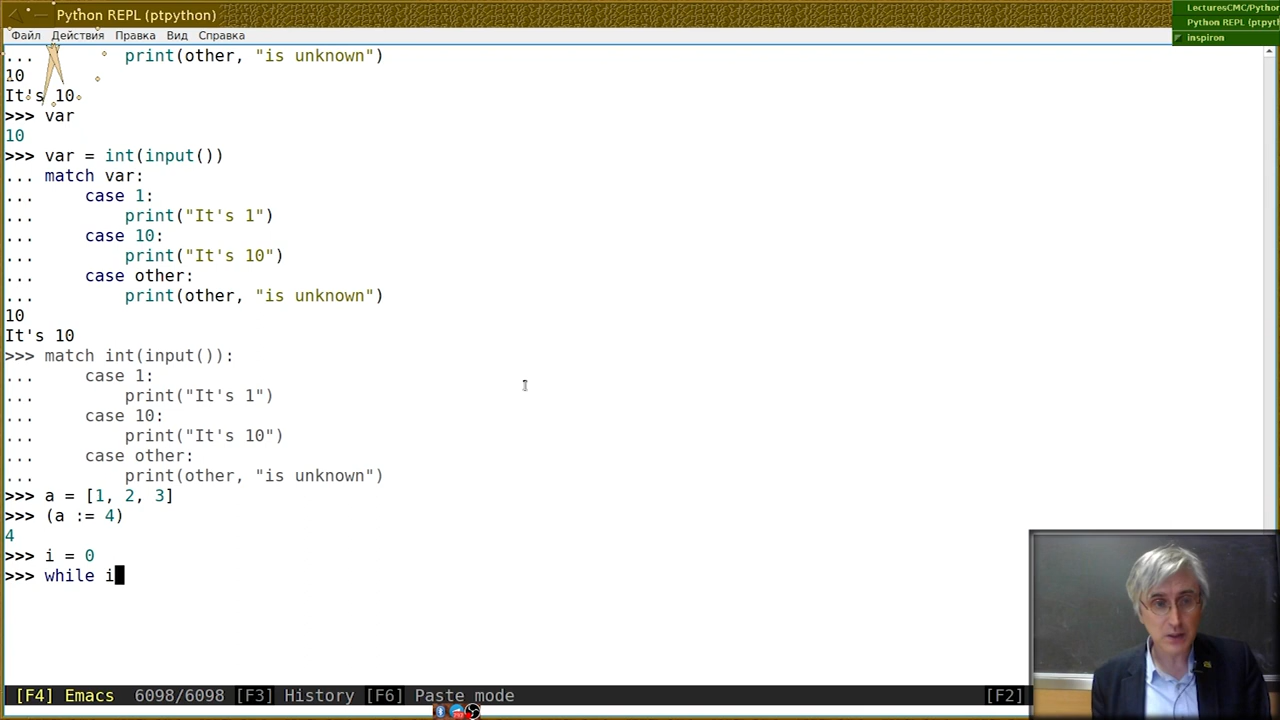 Python REPL (ptpython)
LecturesCMC/Python
Python REPL (ptpyth
inspirom
Файл Действия Правка Вид Справка
... print(other, "is unknown")
10
It's 10
>>> var
10
>>> var = int(input())
... match var:
... case 1:
... print("It's 1")
... case 10:
... print("It's 10")
... case other:
... print(other, "is unknown")
10
It's 10
>>> match int(input()):
... case 1:
... print("It's 1")
... case 10:
... print("It's 10")
... case other:
... print(other, "is unknown")
>>> a = [1, 2, 3]
>>> (a := 4)
4
>>> i = 0
>>> while i
[F4] Emacs 6098/6098 [F3] History [F6] Paste mode [F2]